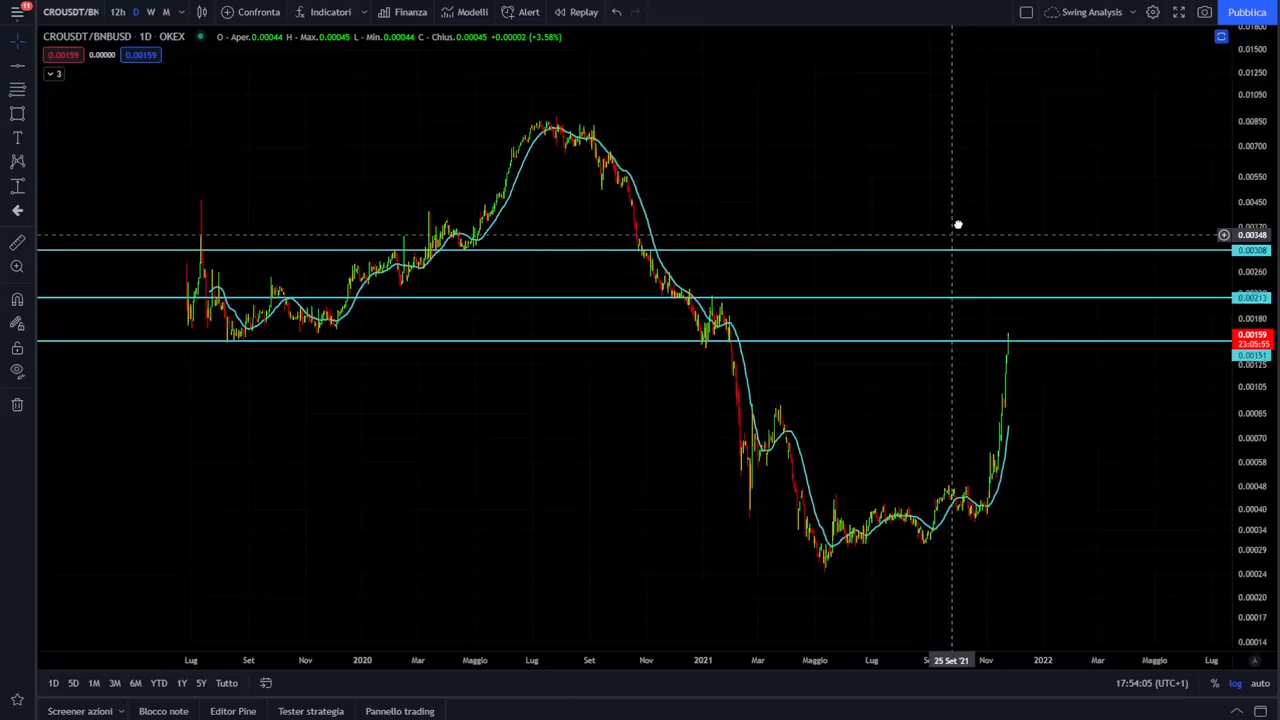 11
CROUSDT/BN
12h
D
W
M
Confronta
Indicatori
Finanza
Modelli
Alert
Replay
Swing Analysis
Pubblica
CROUSDT/BNBUSD · 1D · OKEX
O - Aper.0.00044 H - Max.0.00045 L - Min.0.00044 C - Chius.0.00045 +0.00002 (+3.58%)
0.00159
0.00000
0.00159
3
0.01500
0.01250
0.01050
0.00850
0.00700
0.00550
0.00450
0.00348
0.00308
0.00260
0.00213
0.00180
0.00159
23:05:55
0.00151
0.00125
0.00105
0.00085
0.00070
0.00058
0.00048
0.00040
0.00034
0.00029
0.00024
0.00020
0.00017
0.00014
Lug
Set
Nov
2020
Mar
Maggio
Lug
Set
Nov
2021
Mar
Maggio
Lug
25 Set '21
Nov
2022
Mar
Maggio
Lug
A
1D
5D
1M
3M
6M
YTD
1Y
5Y
Tutto
17:54:05 (UTC+1)
%
log
auto
Screener azioni
Blocco note
Editor Pine
Tester strategia
Pannello trading